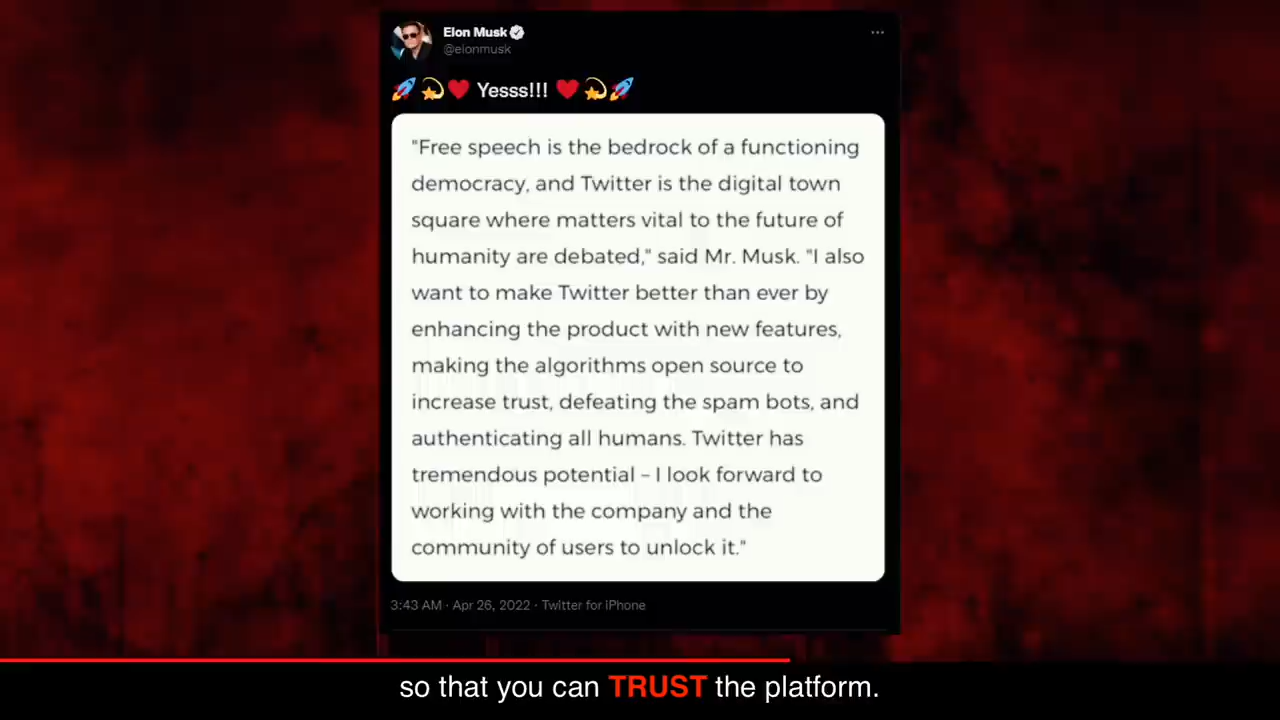 Elon Musk
@elonmusk
🚀💫❤️ Yesss!!! ❤️💫🚀
"Free speech is the bedrock of a functioning
democracy, and Twitter is the digital town
square where matters vital to the future of
humanity are debated," said Mr. Musk. "I also
want to make Twitter better than ever by
enhancing the product with new features,
making the algorithms open source to
increase trust, defeating the spam bots, and
authenticating all humans. Twitter has
tremendous potential – I look forward to
working with the company and the
community of users to unlock it."
3:43 AM · Apr 26, 2022 · Twitter for iPhone
so that you can TRUST the platform.